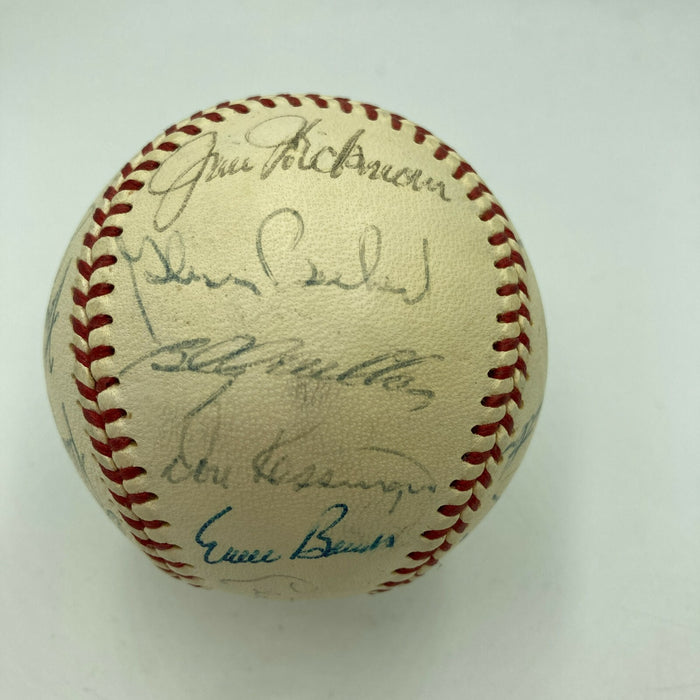 Jim Hickman
Glenn Beckert
Billy Williams
Don Kessinger
Ernie Banks